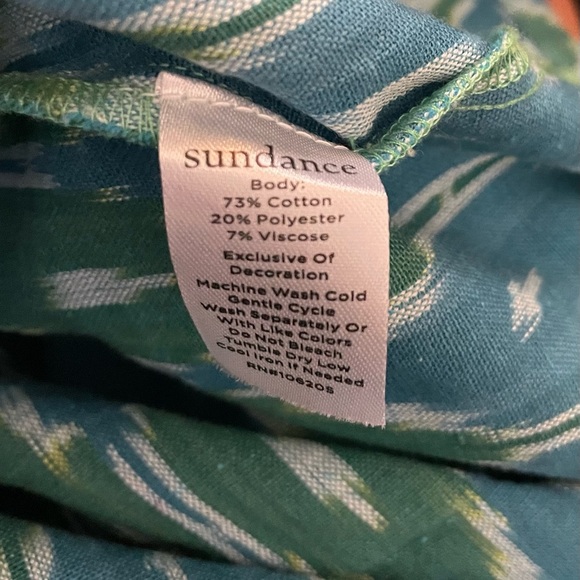 sundance
Body:
73% Cotton
20% Polyester
7% Viscose
Exclusive Of
Decoration
Machine Wash Cold
Gentle Cycle
Wash Separately Or
With Like Colors
Do Not Bleach
Tumble Dry Low
Cool Iron If Needed
RN#106205